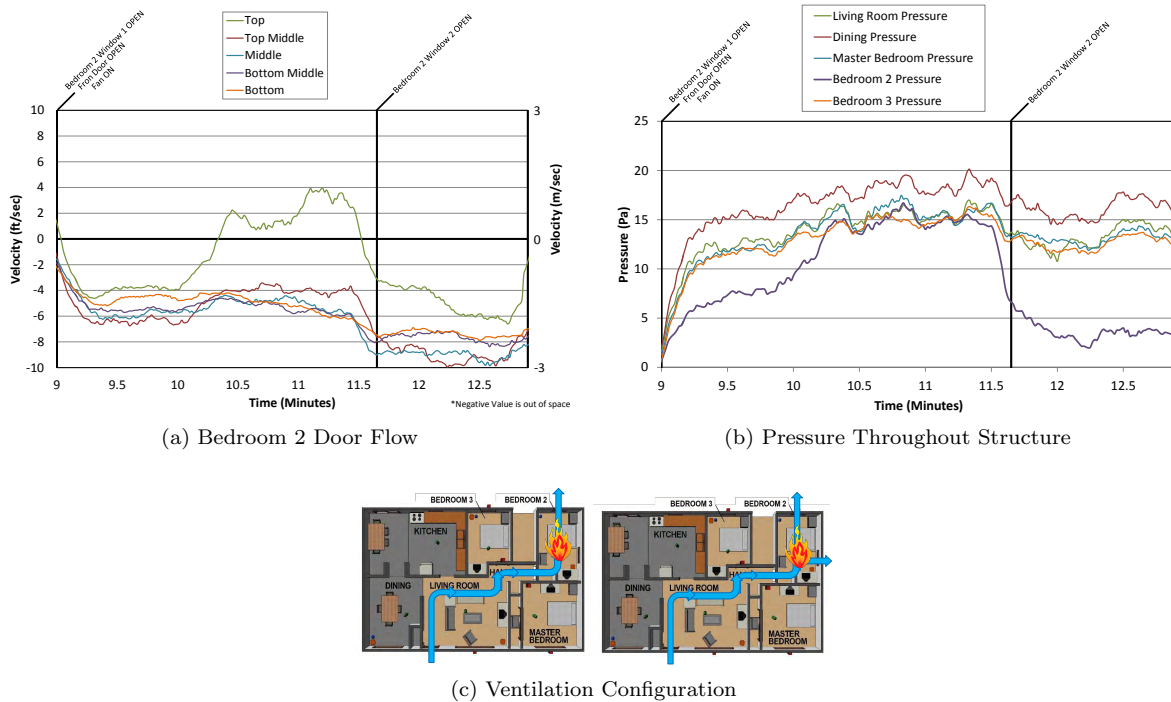 Bedroom 2 Window 1 OPEN
Fron Door OPEN
Fan ON
Top
Top Middle
Middle
Bottom Middle
Bottom
Bedroom 2 Window 2 OPEN
10
8
6
4
2
0
-2
-4
-6
-8
-10
Velocity (ft/sec)
3
0
-3
Velocity (m/sec)
9
9.5
10
10.5
11
11.5
12
12.5
Time (Minutes)
*Negative Value is out of space
(a) Bedroom 2 Door Flow
Bedroom 2 Window 1 OPEN
Fron Door OPEN
Fan ON
Living Room Pressure
Dining Pressure
Master Bedroom Pressure
Bedroom 2 Pressure
Bedroom 3 Pressure
Bedroom 2 Window 2 OPEN
25
20
15
10
5
0
Pressure (Pa)
9
9.5
10
10.5
11
11.5
12
12.5
Time (Minutes)
(b) Pressure Throughout Structure
BEDROOM 3
BEDROOM 2
KITCHEN
HA
DINING
LIVING ROOM
MASTER
BEDROOM
BEDROOM 3
BEDROOM 2
KITCHEN
HA
DINING
LIVING ROOM
MASTER
BEDROOM
(c) Ventilation Configuration